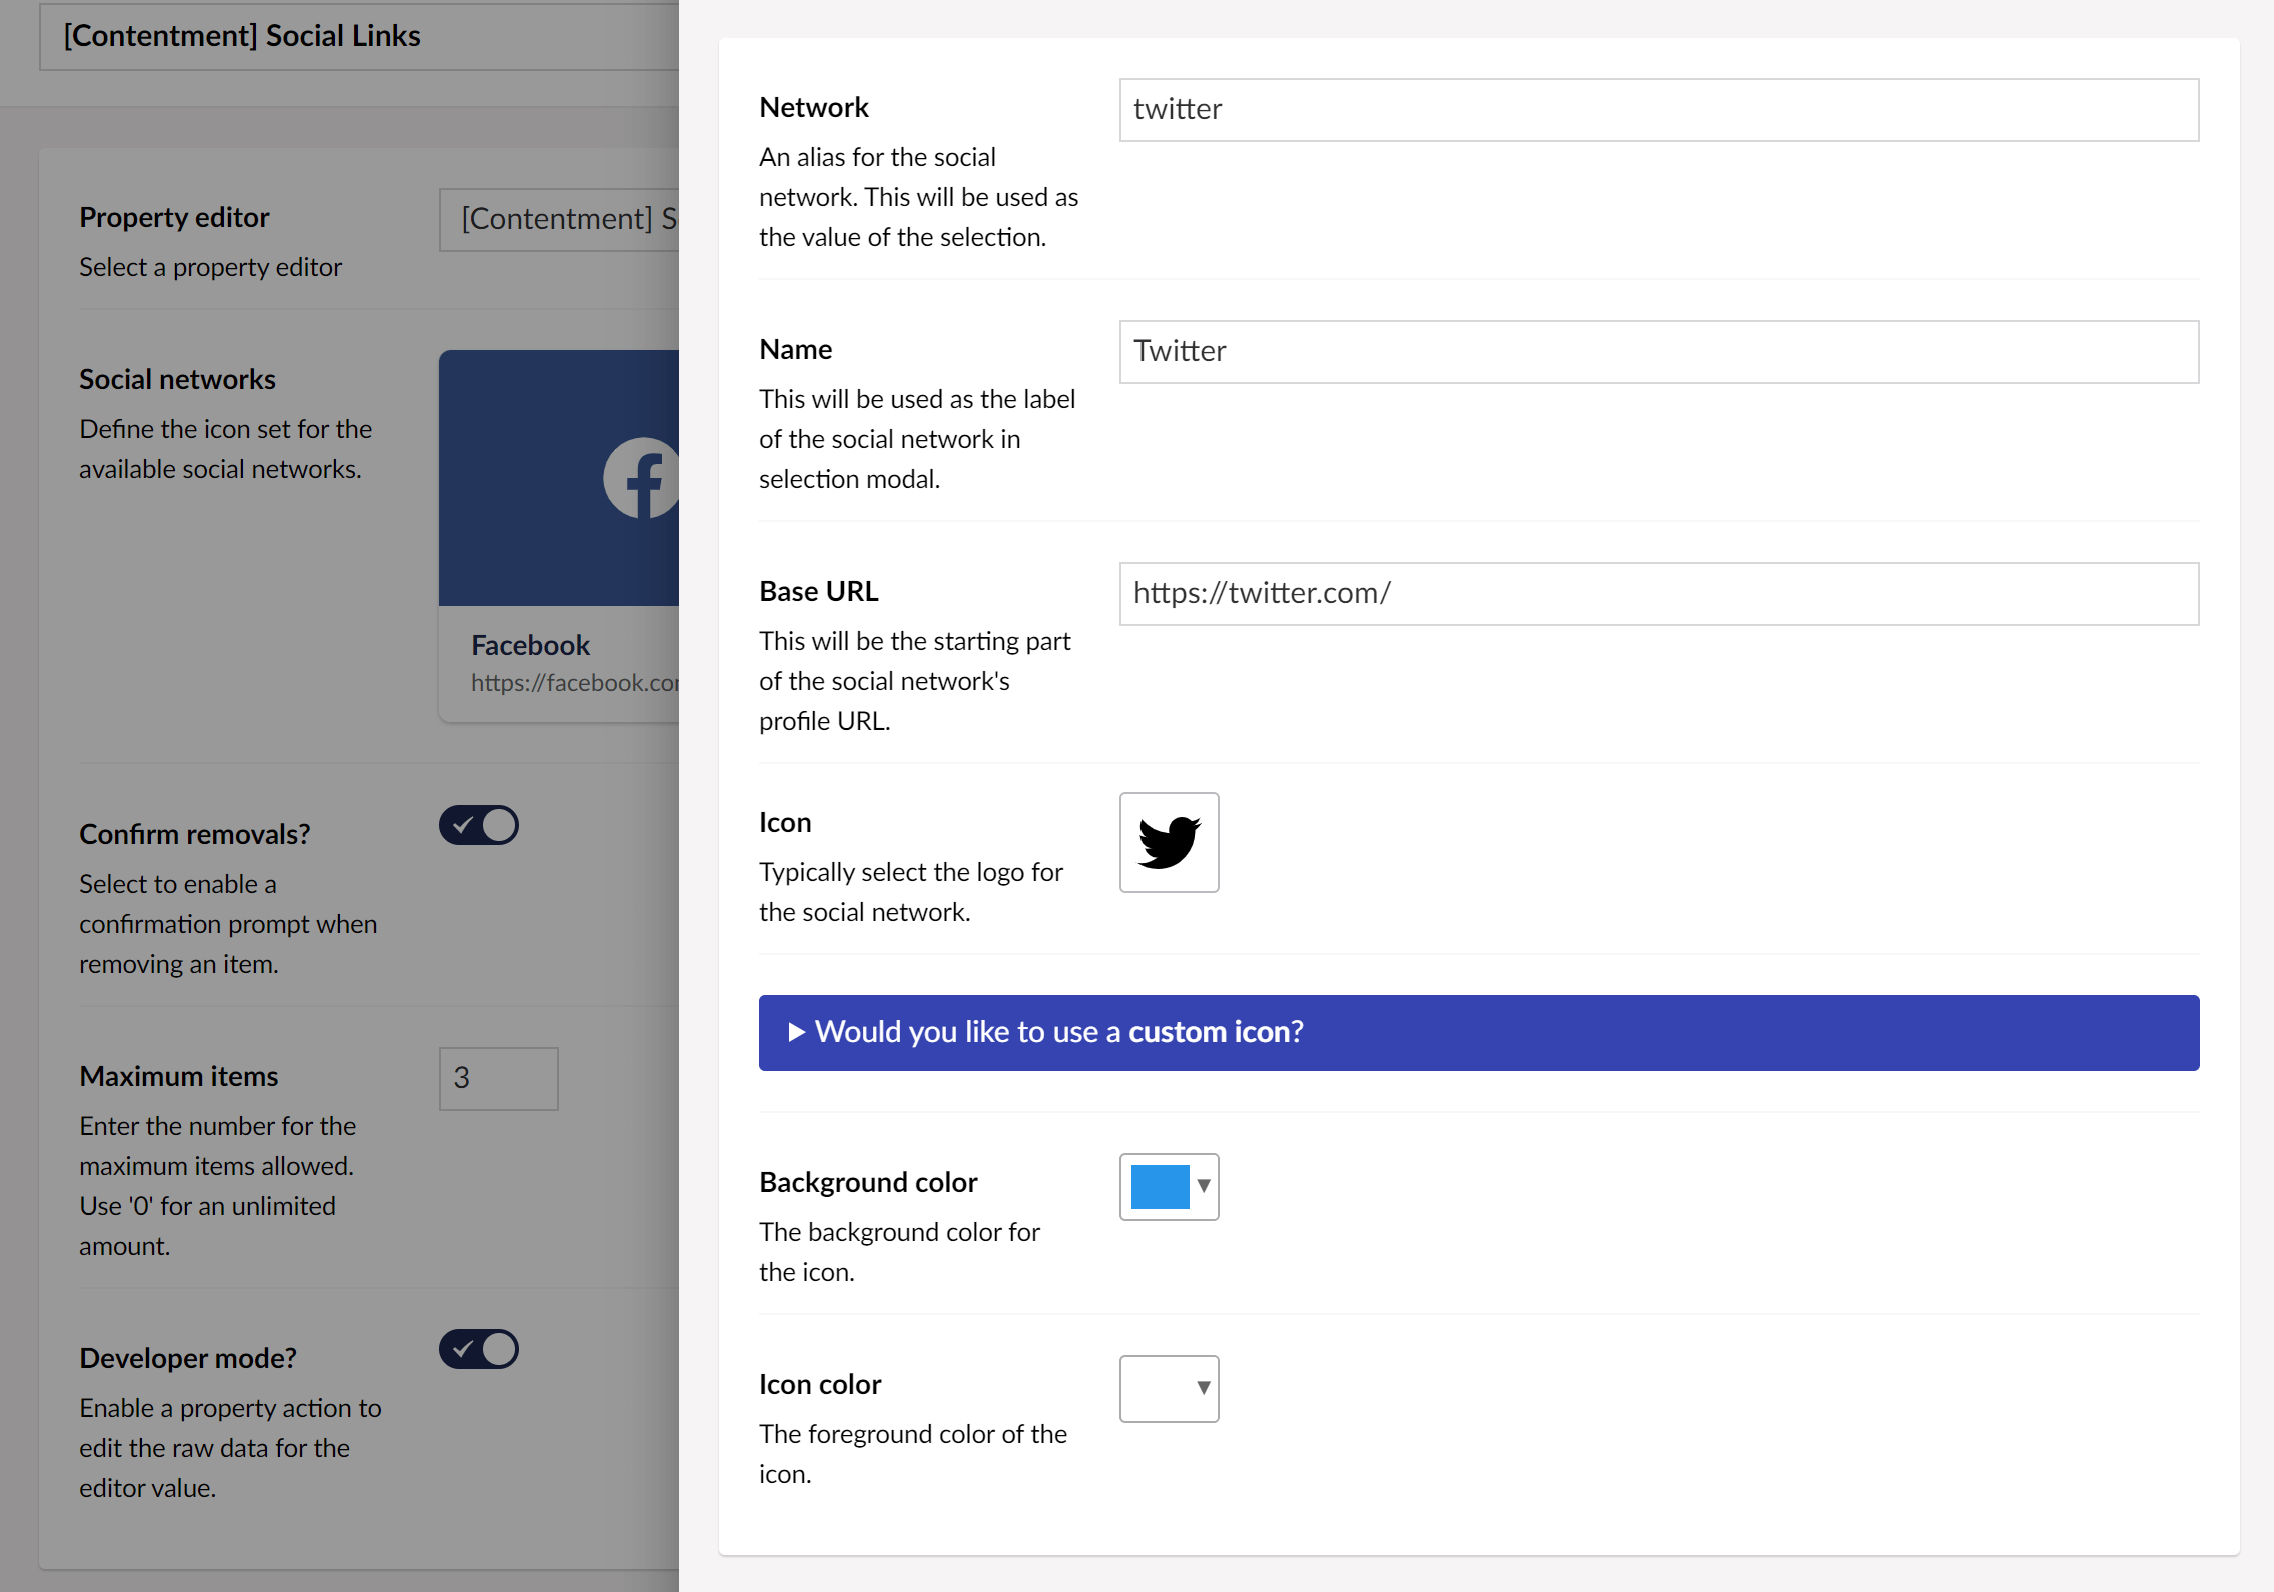 [Contentment] Social Links
Property editor
[Contentment] S
Select a property editor
Social networks
Define the icon set for the
available social networks.
Facebook
https://facebook.co
Confirm removals?
Select to enable a
confirmation prompt when
removing an item.
Maximum items
3
Enter the number for the
maximum items allowed.
Use '0' for an unlimited
amount.
Developer mode?
Enable a property action to
edit the raw data for the
editor value.
Network
twitter
An alias for the social
network. This will be used as
the value of the selection.
Name
Twitter
This will be used as the label
of the social network in
selection modal.
Base URL
https://twitter.com/
This will be the starting part
of the social network's
profile URL.
Icon
Typically select the logo for
the social network.
Would you like to use a custom icon?
Background color
The background color for
the icon.
Icon color
The foreground color of the
icon.